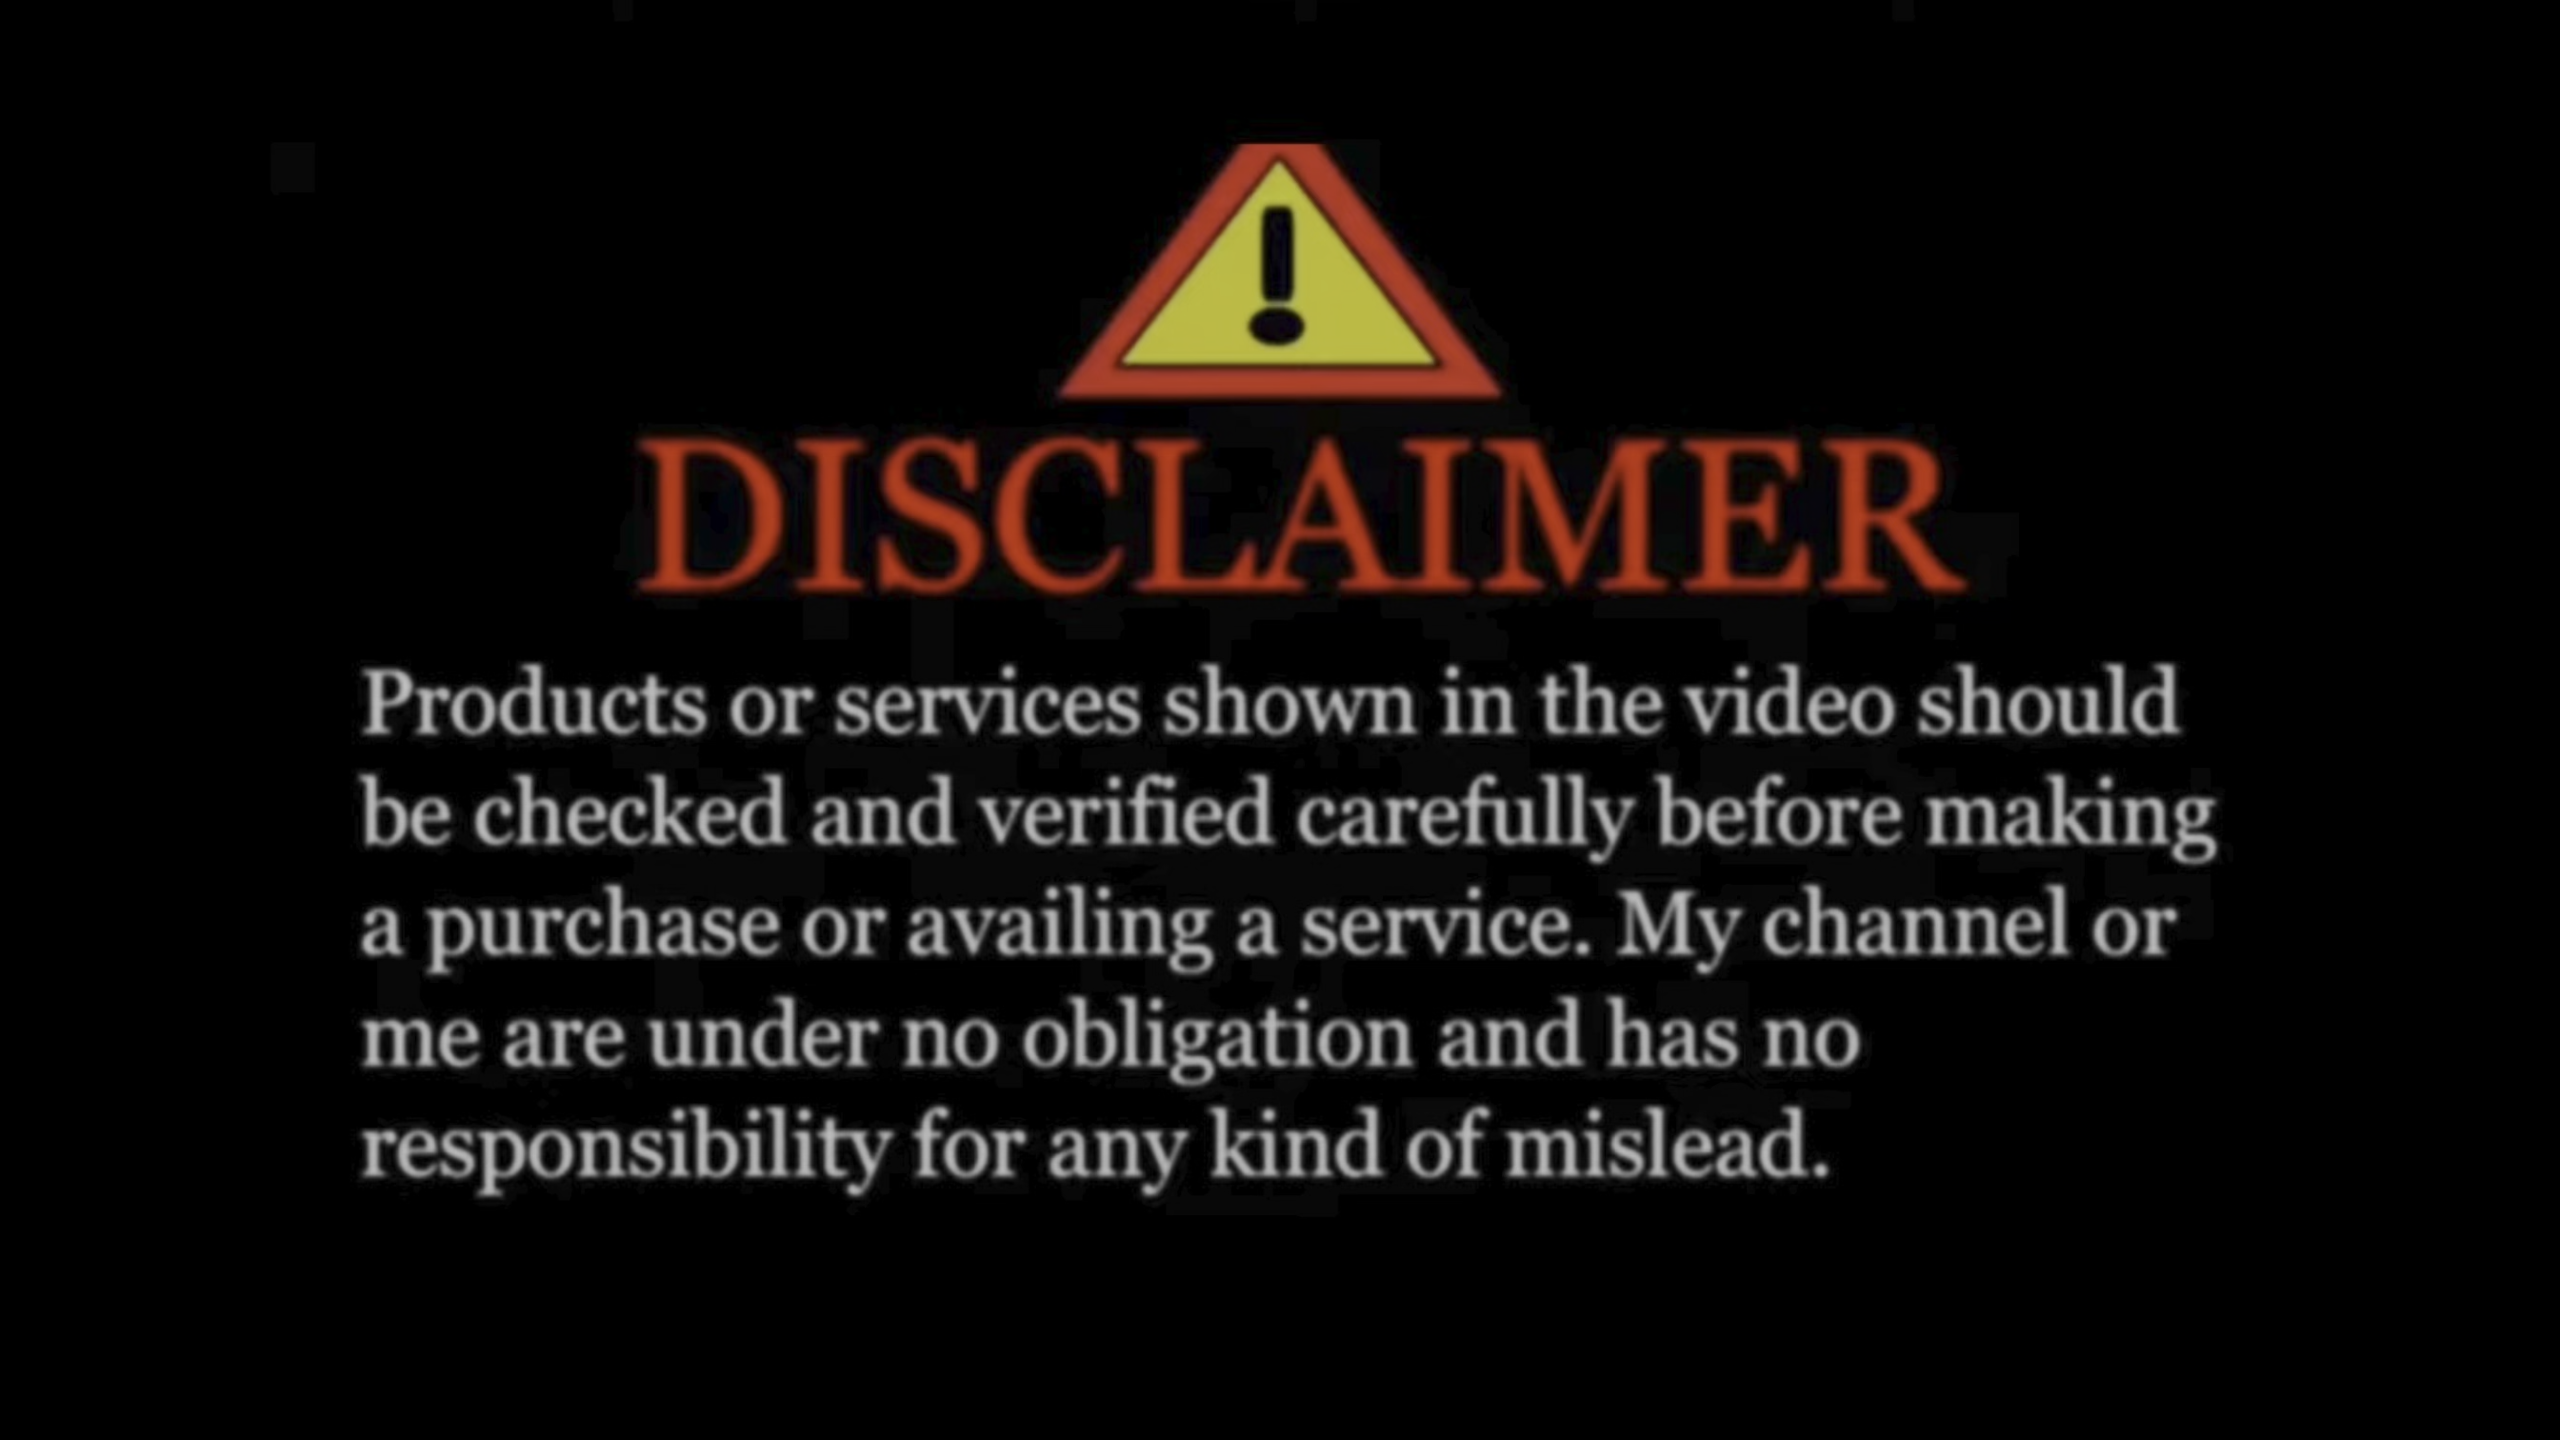 DISCLAIMER
Products or services shown in the video should
be checked and verified carefully before making
a purchase or availing a service. My channel or
me are under no obligation and has no
responsibility for any kind of mislead.